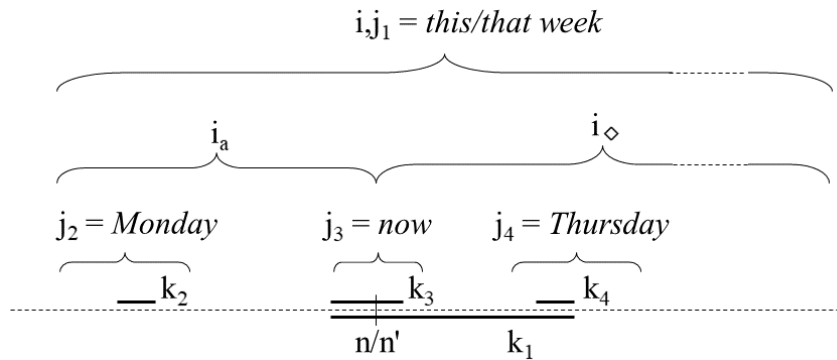 i,j₁ = this/that week
iₐ i◇
j₂ = Monday j₃ = now j₄ = Thursday
k₂ k₃ k₄
n/n' k₁